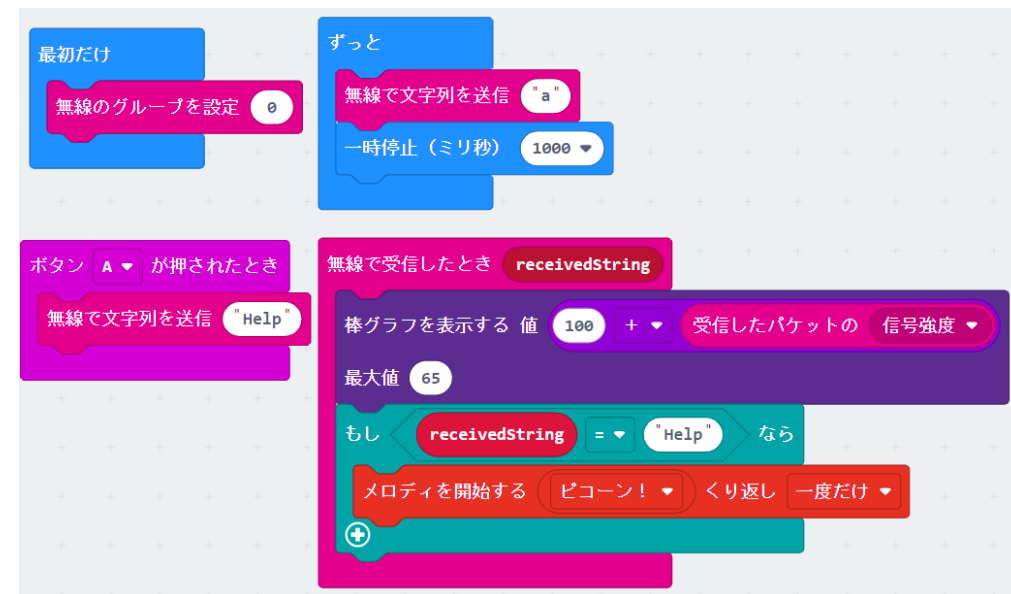 最初だけ
無線のグループを設定 0
ずっと
無線で文字列を送信 "a"
一時停止（ミリ秒） 1000
ボタン A が押されたとき
無線で文字列を送信 "Help"
無線で受信したとき receivedString
棒グラフを表示する 値 100 + 受信したパケットの 信号強度
最大値 65
もし receivedString = "Help" なら
メロディを開始する ピコーン！ くり返し 一度だけ